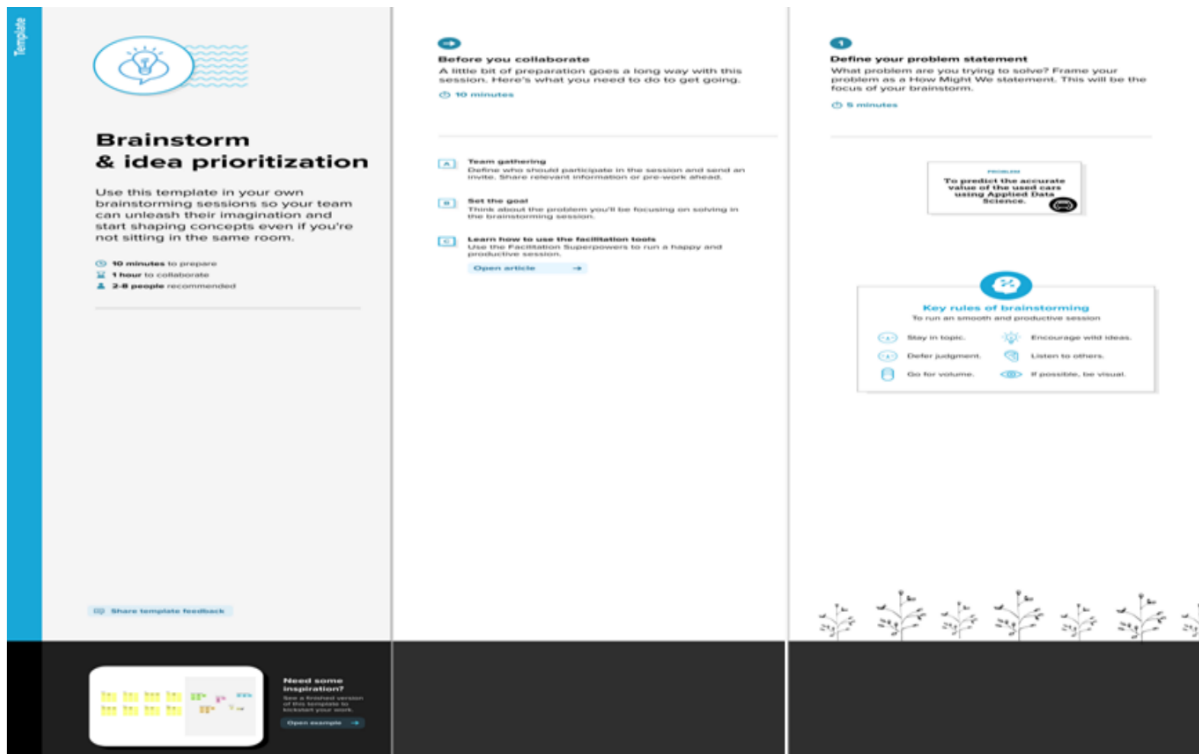 Template
Brainstorm
& idea prioritization
Use this template in your own
brainstorming sessions so your team
can unleash their imagination and
start shaping concepts even if you're
not sitting in the same room.
10 minutes to prepare
1 hour to collaborate
2-8 people recommended
Share template feedback
Need some
inspiration?
See a finished version
of this template to
kickstart your work.
Open example
Before you collaborate
A little bit of preparation goes a long way with this
session. Here's what you need to do to get going.
10 minutes
A
Team gathering
Define who should participate in the session and send an
invite. Share relevant information or pre-work ahead.
B
Set the goal
Think about the problem you'll be focusing on solving in
the brainstorming session.
C
Learn how to use the facilitation tools
Use the Facilitation Superpowers to run a happy and
productive session.
Open article
1
Define your problem statement
What problem are you trying to solve? Frame your
problem as a How Might We statement. This will be the
focus of your brainstorm.
5 minutes
PROBLEM
To predict the accurate
value of the used cars
using Applied Data
Science.
Key rules of brainstorming
To run an smooth and productive session
Stay in topic.
Encourage wild ideas.
Defer judgment.
Listen to others.
Go for volume.
If possible, be visual.